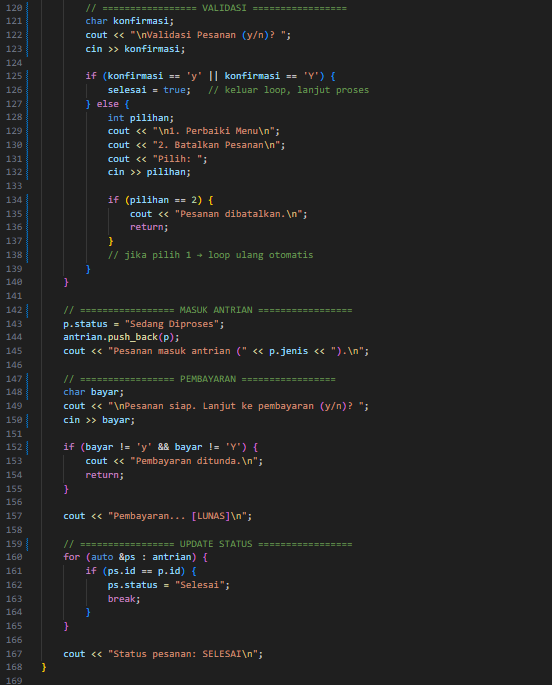 120         // ================= VALIDASI =================
121         char konfirmasi;
122         cout << "\nValidasi Pesanan (y/n)? ";
123         cin >> konfirmasi;
124
125         if (konfirmasi == 'y' || konfirmasi == 'Y') {
126             selesai = true;   // keluar loop, lanjut proses
127         } else {
128             int pilihan;
129             cout << "\n1. Perbaiki Menu\n";
130             cout << "2. Batalkan Pesanan\n";
131             cout << "Pilih: ";
132             cin >> pilihan;
133
134             if (pilihan == 2) {
135                 cout << "Pesanan dibatalkan.\n";
136                 return;
137             }
138             // jika pilih 1 → loop ulang otomatis
139         }
140     }
141
142     // ================= MASUK ANTRIAN =================
143     p.status = "Sedang Diproses";
144     antrian.push_back(p);
145     cout << "Pesanan masuk antrian (" << p.jenis << ").\n";
146
147     // ================= PEMBAYARAN =================
148     char bayar;
149     cout << "\nPesanan siap. Lanjut ke pembayaran (y/n)? ";
150     cin >> bayar;
151
152     if (bayar != 'y' && bayar != 'Y') {
153         cout << "Pembayaran ditunda.\n";
154         return;
155     }
156
157     cout << "Pembayaran... [LUNAS]\n";
158
159     // ================= UPDATE STATUS =================
160     for (auto &ps : antrian) {
161         if (ps.id == p.id) {
162             ps.status = "Selesai";
163             break;
164         }
165     }
166
167     cout << "Status pesanan: SELESAI\n";
168 }
169